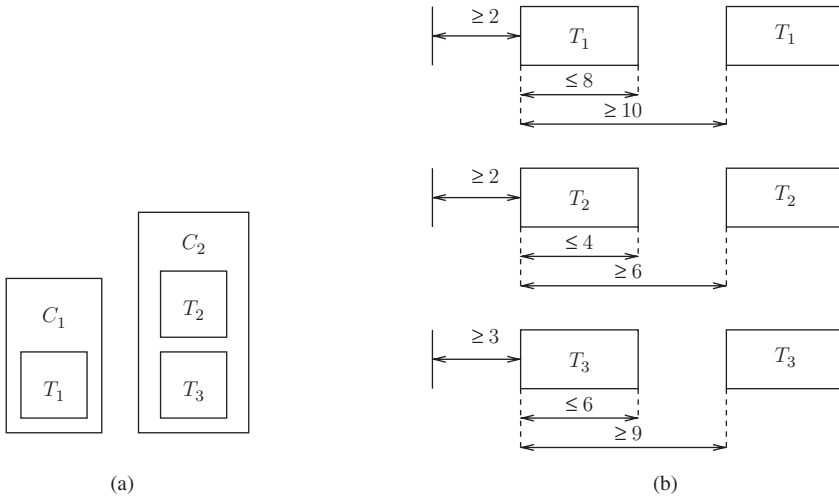 C₁
T₁
C₂
T₂
T₃
(a)
≥ 2
T₁
T₁
≤ 8
≥ 10
≥ 2
T₂
T₂
≤ 4
≥ 6
≥ 3
T₃
T₃
≤ 6
≥ 9
(b)